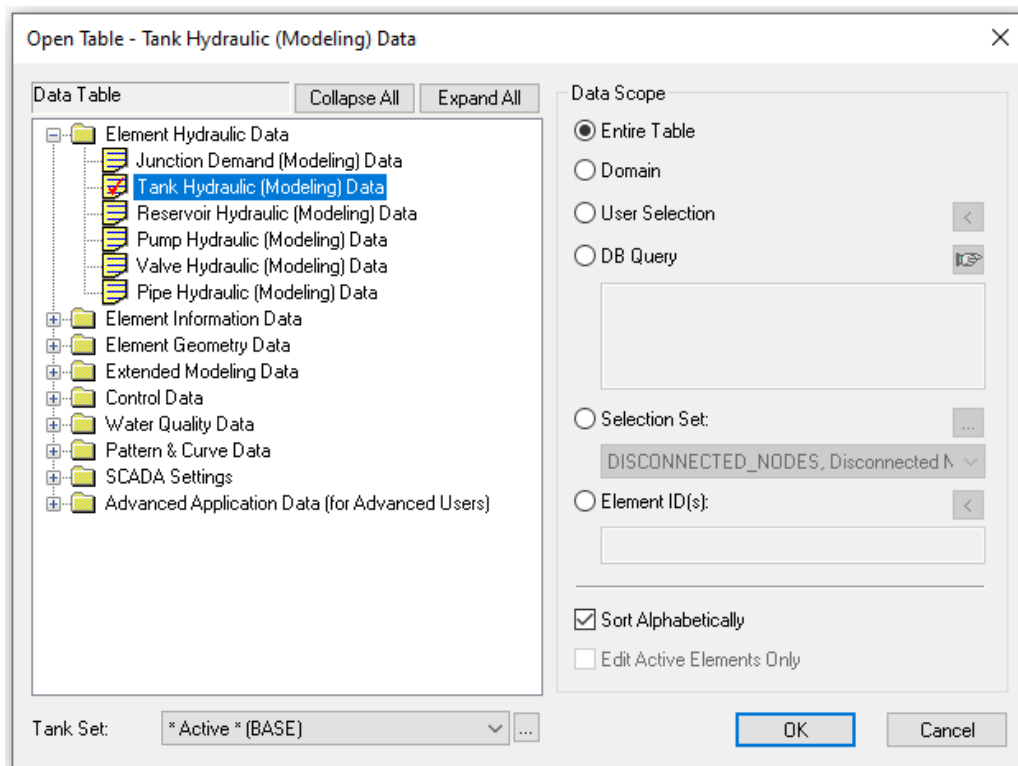 Open Table - Tank Hydraulic (Modeling) Data
Data Table
Collapse All
Expand All
Element Hydraulic Data
Junction Demand (Modeling) Data
Tank Hydraulic (Modeling) Data
Reservoir Hydraulic (Modeling) Data
Pump Hydraulic (Modeling) Data
Valve Hydraulic (Modeling) Data
Pipe Hydraulic (Modeling) Data
Element Information Data
Element Geometry Data
Extended Modeling Data
Control Data
Water Quality Data
Pattern & Curve Data
SCADA Settings
Advanced Application Data (for Advanced Users)
Tank Set:
* Active * (BASE)
...
Data Scope
Entire Table
Domain
User Selection
<
DB Query
Selection Set:
...
DISCONNECTED_NODES, Disconnected N
Element ID(s):
<
Sort Alphabetically
Edit Active Elements Only
OK
Cancel